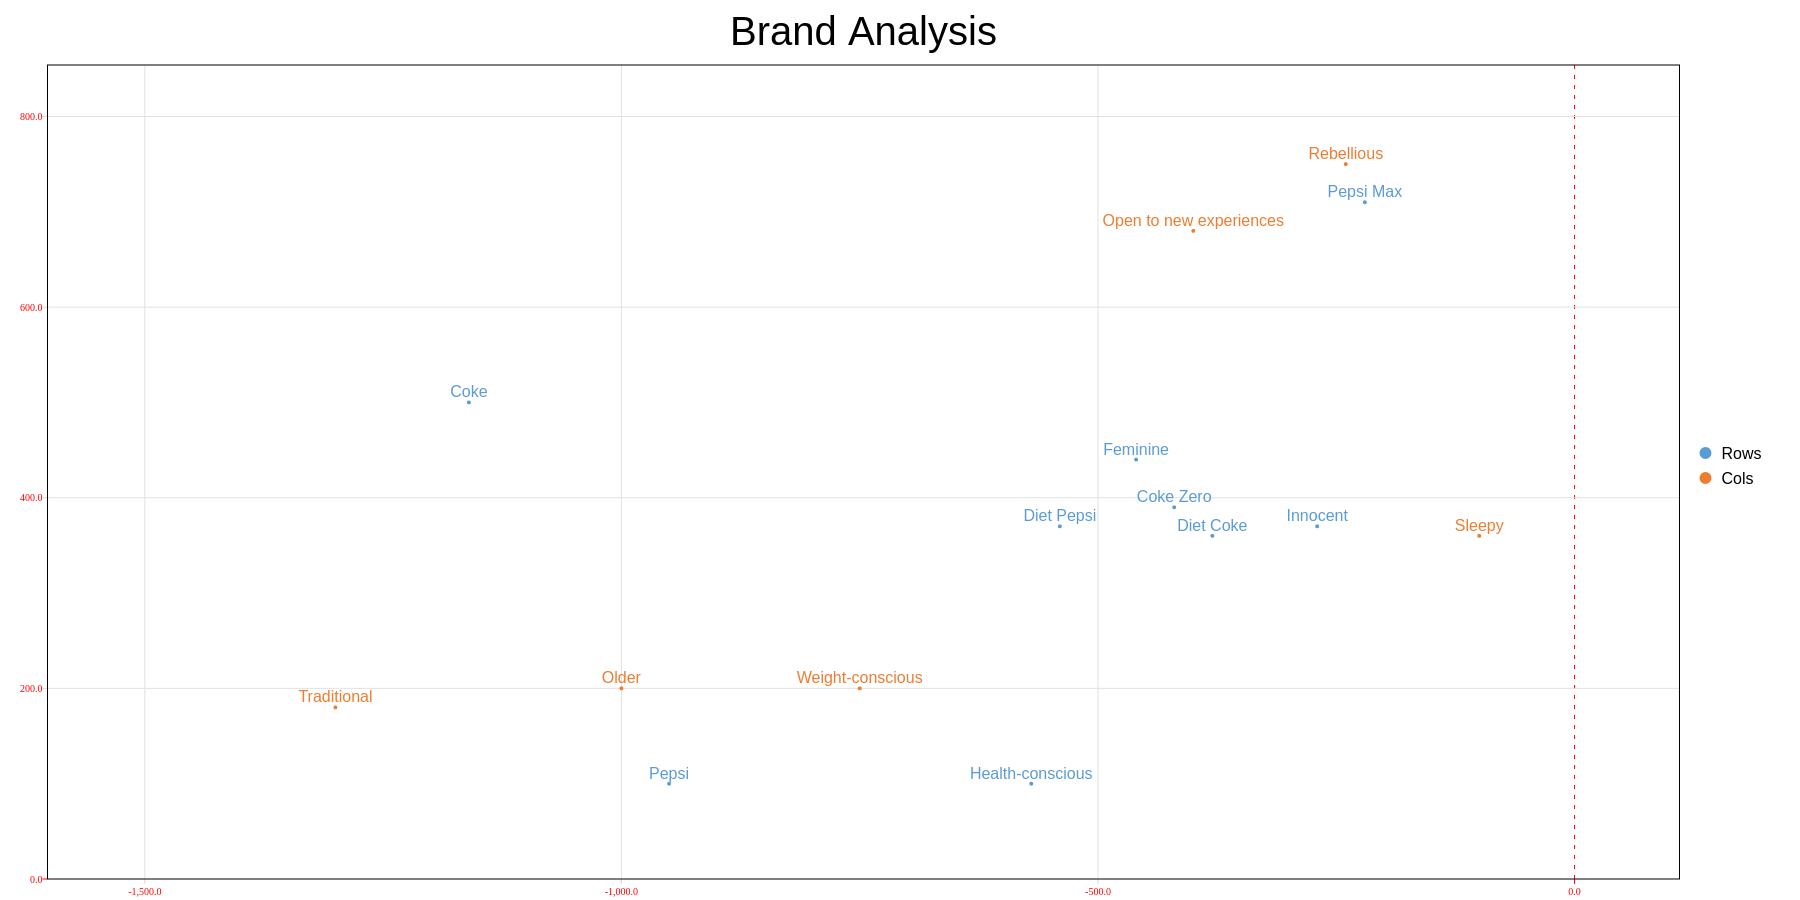 Brand Analysis
800.0
Rebellious
Pepsi Max
Open to new experiences
600.0
Coke
Feminine
Rows
Cols
400.0
Coke Zero
Diet Pepsi
Innocent
Diet Coke
Sleepy
200.0
Older
Weight-conscious
Traditional
Pepsi
Health-conscious
0.0
-1,500.0
-1,000.0
-500.0
0.0